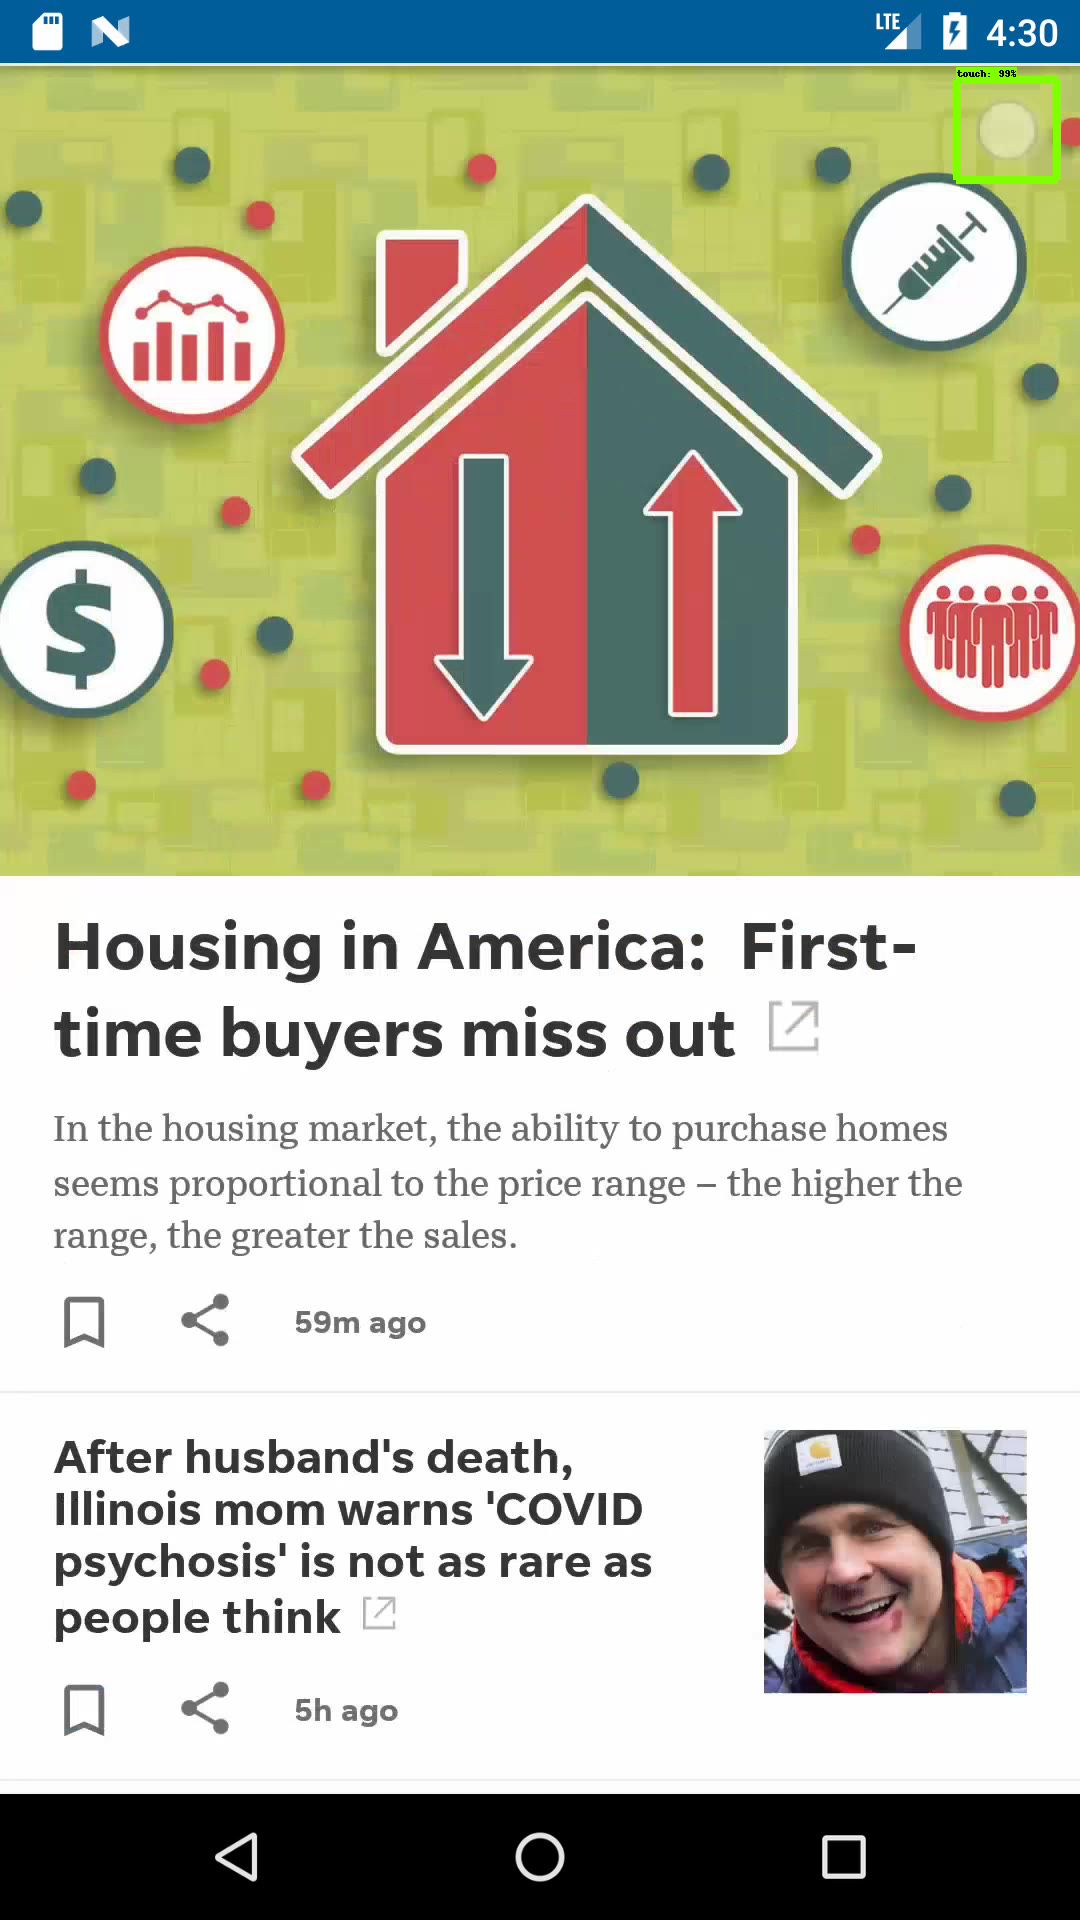 LTE 4:30
touch: 99%
$
Housing in America: First-
time buyers miss out
In the housing market, the ability to purchase homes
seems proportional to the price range – the higher the
range, the greater the sales.
59m ago
After husband's death,
Illinois mom warns 'COVID
psychosis' is not as rare as
people think
5h ago